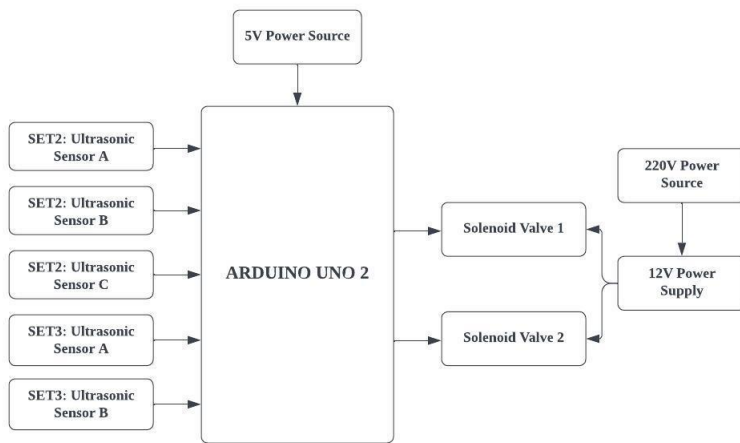 5V Power Source
SET2: Ultrasonic
Sensor A
SET2: Ultrasonic
Sensor B
SET2: Ultrasonic
Sensor C
SET3: Ultrasonic
Sensor A
SET3: Ultrasonic
Sensor B
ARDUINO UNO 2
Solenoid Valve 1
Solenoid Valve 2
220V Power
Source
12V Power
Supply